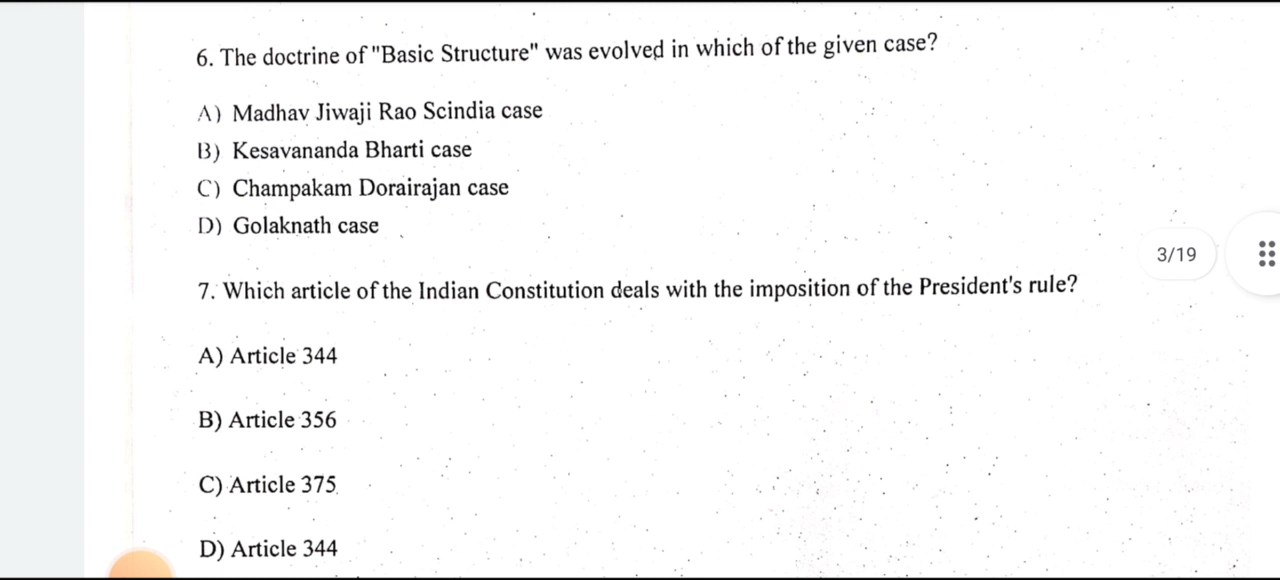 6. The doctrine of "Basic Structure" was evolved in which of the given case?
A) Madhav Jiwaji Rao Scindia case
B) Kesavananda Bharti case
C) Champakam Dorairajan case
D) Golaknath case
3/19
7. Which article of the Indian Constitution deals with the imposition of the President's rule?
A) Article 344
B) Article 356
C) Article 375
D) Article 344